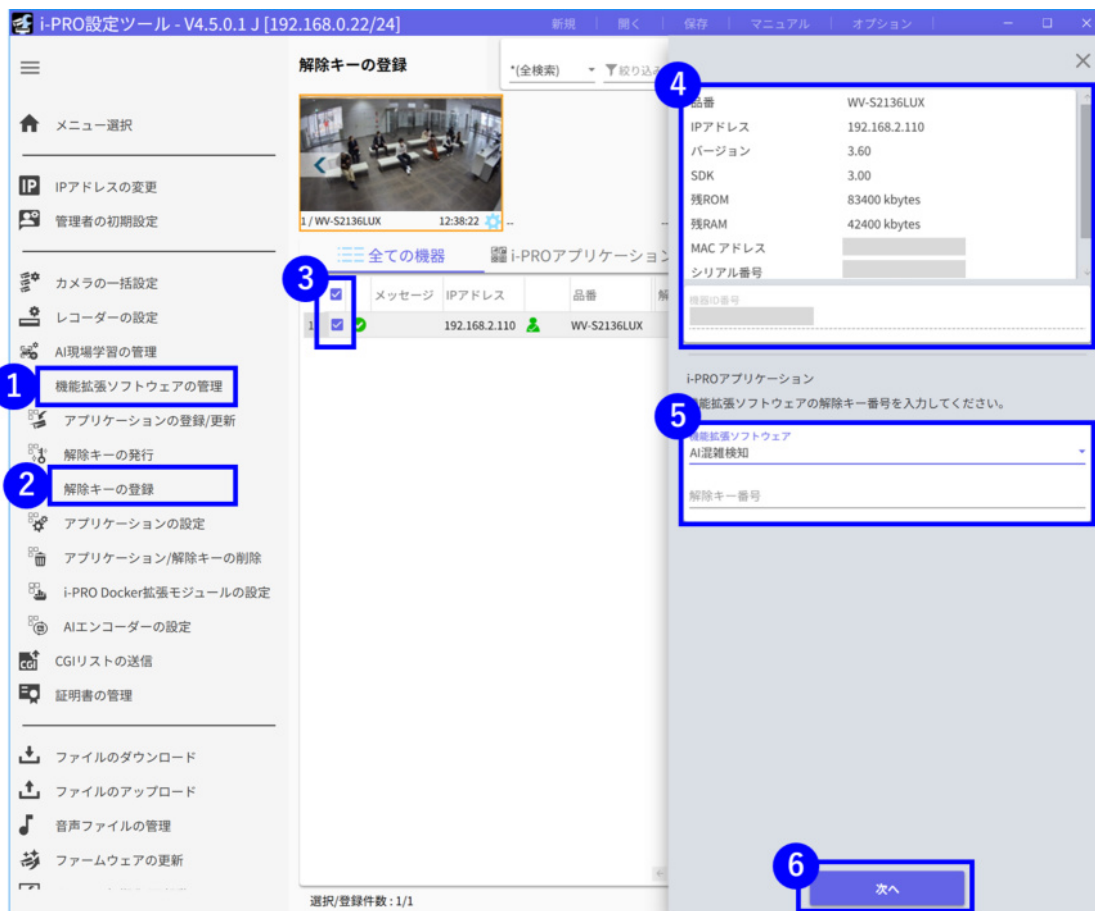 i-PRO設定ツール - V4.5.0.1 J [192.168.0.22/24]
新規
開く
保存
マニュアル
オプション
メニュー選択
IP
IPアドレスの変更
管理者の初期設定
カメラの一括設定
レコーダーの設定
AI現場学習の管理
1
機能拡張ソフトウェアの管理
アプリケーションの登録/更新
解除キーの発行
2
解除キーの登録
アプリケーションの設定
アプリケーション/解除キーの削除
i-PRO Docker拡張モジュールの設定
AIエンコーダーの設定
CGI
CGIリストの送信
証明書の管理
ファイルのダウンロード
ファイルのアップロード
音声ファイルの管理
ファームウェアの更新
解除キーの登録
*(全検索)
絞り込み
1 / WV-S2136LUX 12:38:22
--
--
全ての機器
i-PROアプリケーション
3
メッセージ IPアドレス 品番 解
1 192.168.2.110 WV-S2136LUX
選択/登録件数 : 1/1
4
品番 WV-S2136LUX
IPアドレス 192.168.2.110
バージョン 3.60
SDK 3.00
残ROM 83400 kbytes
残RAM 42400 kbytes
MAC アドレス
シリアル番号
機器ID番号
i-PROアプリケーション
機能拡張ソフトウェアの解除キー番号を入力してください。
5
機能拡張ソフトウェア
AI混雑検知
解除キー番号
6
次へ